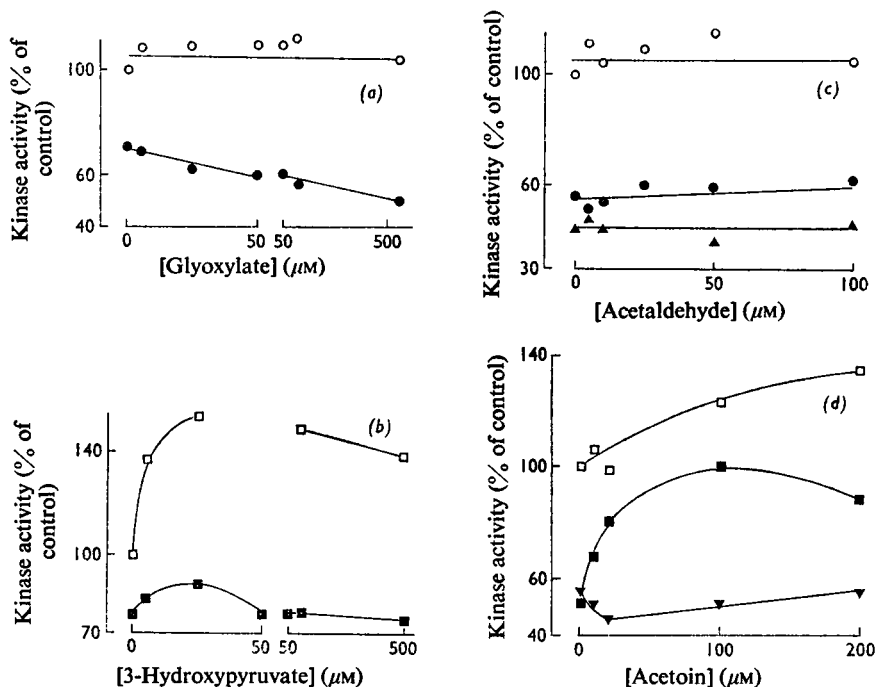 Kinase activity (% of
control)
100
60
40
(a)
0
50
50
500
[Glyoxylate] (μM)
Kinase activity (% of control)
100
60
30
(c)
0
50
100
[Acetaldehyde] (μM)
Kinase activity (% of
control)
140
100
70
(b)
0
50
50
500
[3-Hydroxypyruvate] (μM)
Kinase activity (% of control)
140
100
60
40
(d)
0
100
200
[Acetoin] (μM)